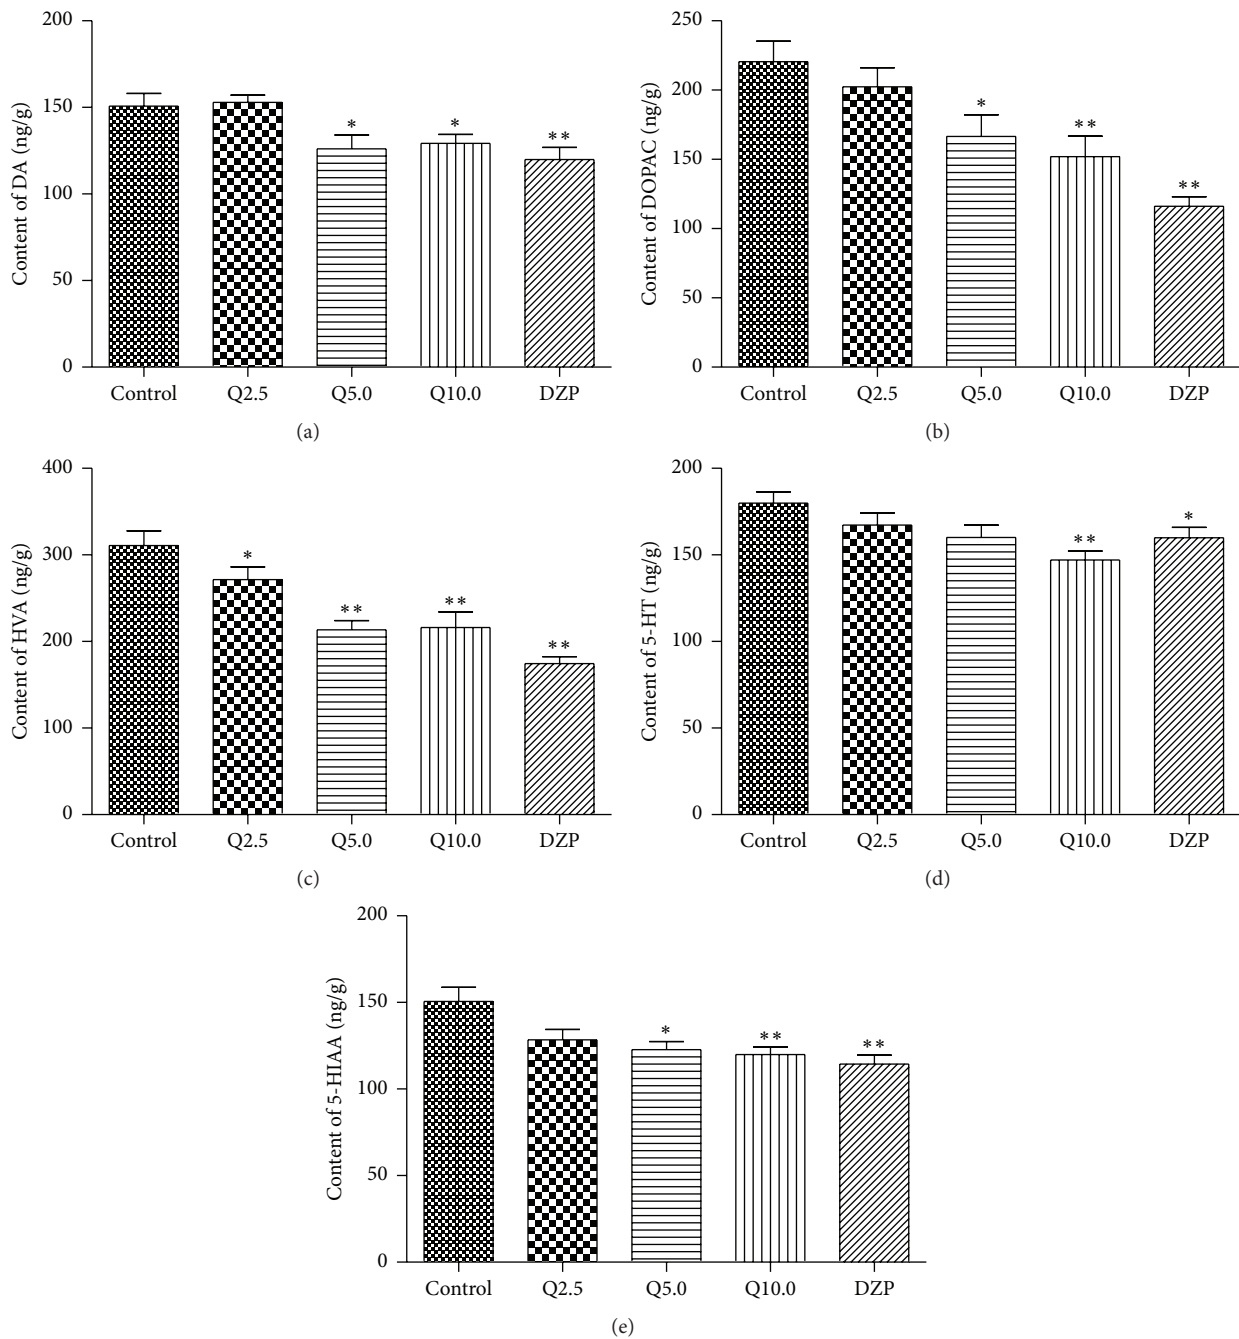 200
150
100
50
0
Content of DA (ng/g)
*
*
**
Control Q2.5 Q5.0 Q10.0 DZP
(a)
250
200
150
100
50
0
Content of DOPAC (ng/g)
*
**
**
Control Q2.5 Q5.0 Q10.0 DZP
(b)
400
300
200
100
0
Content of HVA (ng/g)
*
**
**
**
Control Q2.5 Q5.0 Q10.0 DZP
(c)
200
150
100
50
0
Content of 5-HT (ng/g)
**
*
Control Q2.5 Q5.0 Q10.0 DZP
(d)
200
150
100
50
0
Content of 5-HIAA (ng/g)
*
**
**
Control Q2.5 Q5.0 Q10.0 DZP
(e)